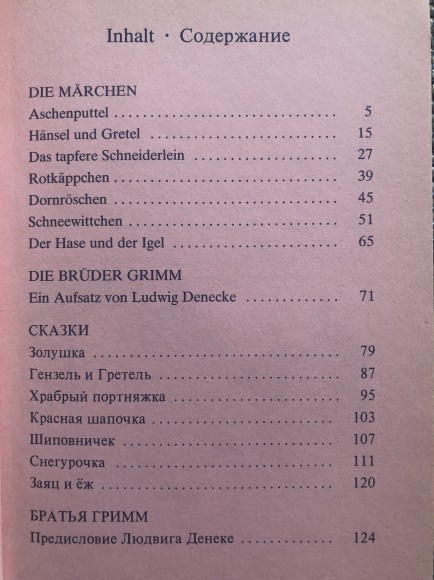 Inhalt · Содержание
DIE MÄRCHEN
Aschenputtel ................................ 5
Hänsel und Gretel .......................... 15
Das tapfere Schneiderlein .................... 27
Rotkäppchen ................................ 39
Dornröschen ................................ 45
Schneewittchen .............................. 51
Der Hase und der Igel ........................ 65
DIE BRÜDER GRIMM
Ein Aufsatz von Ludwig Denecke ............. 71
СКАЗКИ
Золушка .................................... 79
Гензель и Гретель .......................... 87
Храбрый портняжка ........................ 95
Красная шапочка .......................... 103
Шиповничек ................................ 107
Снегурочка ................................ 111
Заяц и ёж .................................. 120
БРАТЬЯ ГРИММ
Предисловие Людвига Денеке .............. 124